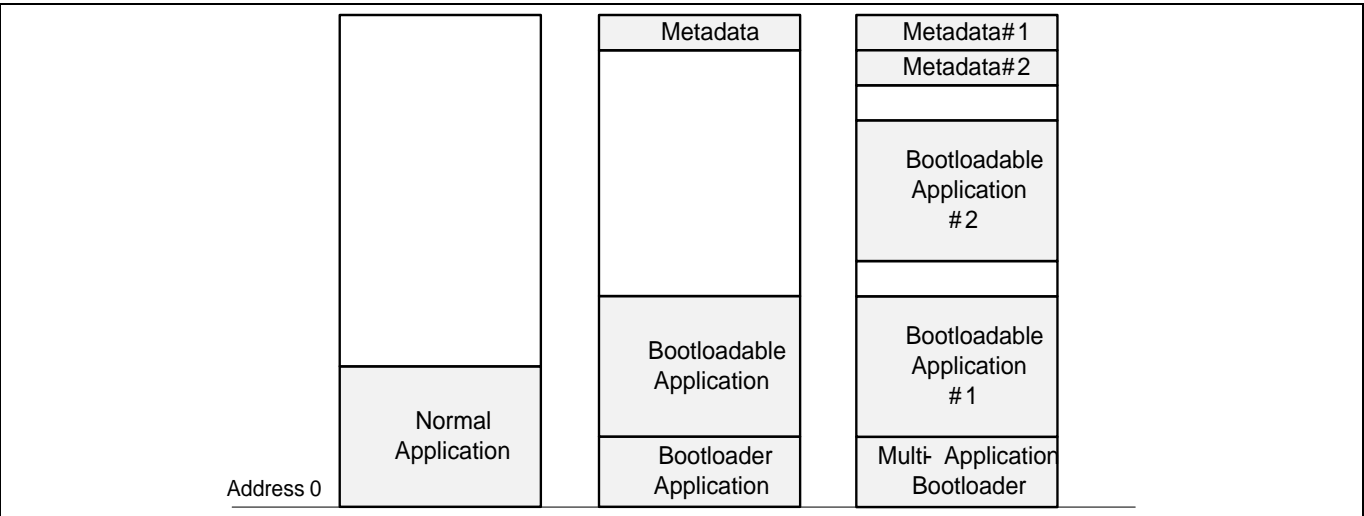 Normal
Application
Address 0
Metadata
Bootloadable
Application
Bootloader
Application
Metadata#1
Metadata#2
Bootloadable
Application
#2
Bootloadable
Application
#1
Multi- Application
Bootloader